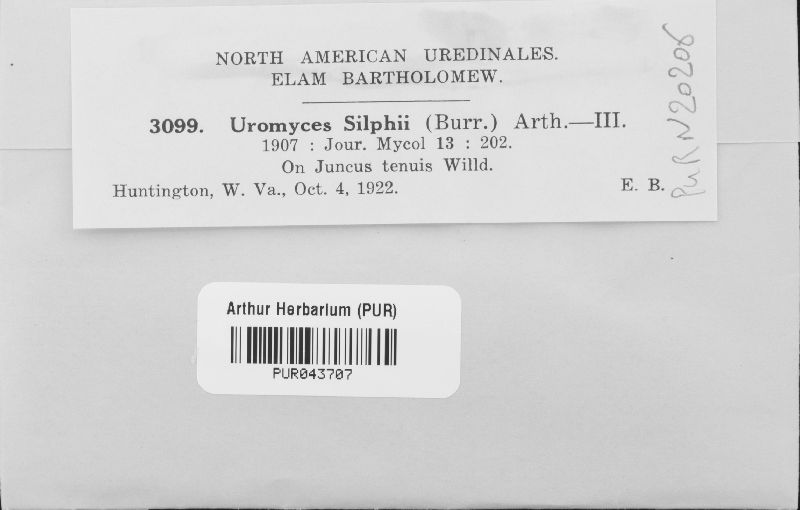 NORTH AMERICAN UREDINALES.
ELAM BARTHOLOMEW.
3099. Uromyces Silphii (Burr.) Arth.—III.
1907 : Jour. Mycol 13 : 202.
On Juncus tenuis Willd.
Huntington, W. Va., Oct. 4, 1922. E. B.
PUR N20206
Arthur Herbarium (PUR)
PUR043707